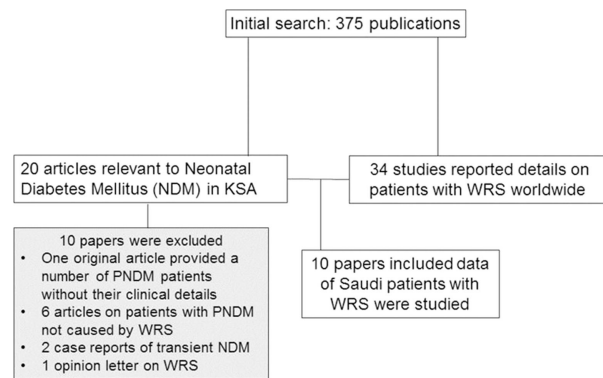 Initial search: 375 publications
20 articles relevant to Neonatal
Diabetes Mellitus (NDM) in KSA
34 studies reported details on
patients with WRS worldwide
10 papers were excluded
• One original article provided a
number of PNDM patients
without their clinical details
• 6 articles on patients with PNDM
not caused by WRS
• 2 case reports of transient NDM
• 1 opinion letter on WRS
10 papers included data
of Saudi patients with
WRS were studied